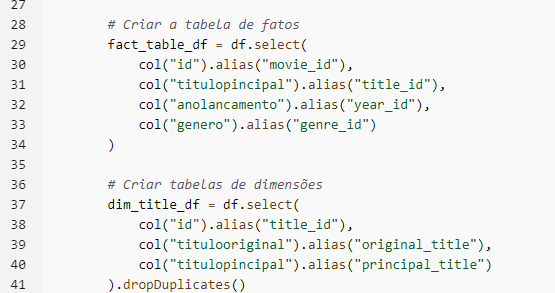 27
28 # Criar a tabela de fatos
29 fact_table_df = df.select(
30 col("id").alias("movie_id"),
31 col("titulopincipal").alias("title_id"),
32 col("anolancamento").alias("year_id"),
33 col("genero").alias("genre_id")
34 )
35
36 # Criar tabelas de dimensões
37 dim_title_df = df.select(
38 col("id").alias("title_id"),
39 col("titulooriginal").alias("original_title"),
40 col("titulopincipal").alias("principal_title")
41 ).dropDuplicates()